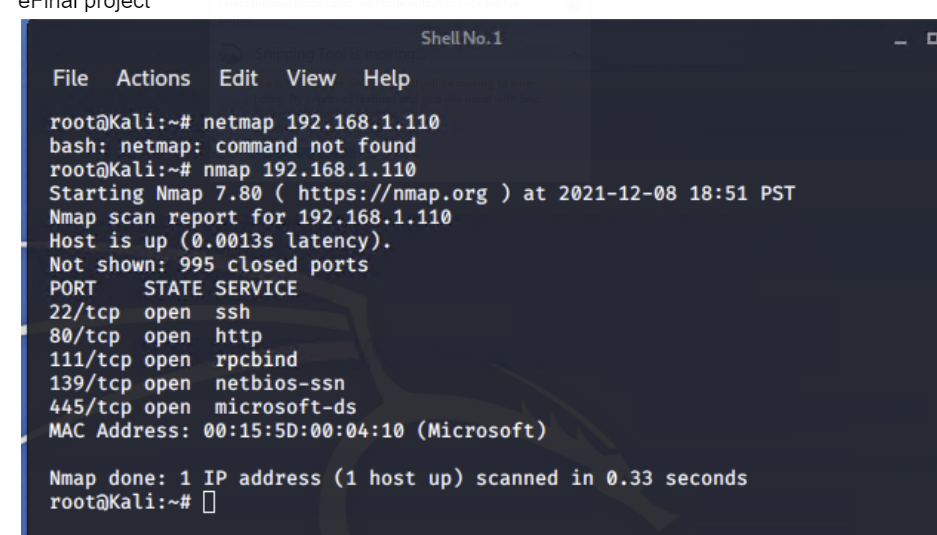 eFinal project
Shell No. 1
File Actions Edit View Help
root@Kali:~# netmap 192.168.1.110
bash: netmap: command not found
root@Kali:~# nmap 192.168.1.110
Starting Nmap 7.80 ( https://nmap.org ) at 2021-12-08 18:51 PST
Nmap scan report for 192.168.1.110
Host is up (0.0013s latency).
Not shown: 995 closed ports
PORT    STATE SERVICE
22/tcp  open  ssh
80/tcp  open  http
111/tcp open  rpcbind
139/tcp open  netbios-ssn
445/tcp open  microsoft-ds
MAC Address: 00:15:5D:00:04:10 (Microsoft)
Nmap done: 1 IP address (1 host up) scanned in 0.33 seconds
root@Kali:~#